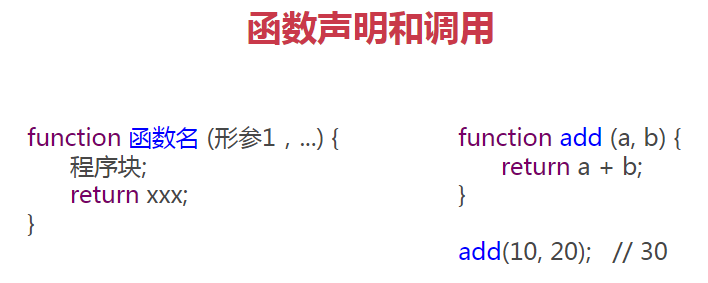 函数声明和调用
function 函数名 (形参1，...) {
程序块;
return xxx;
}
function add (a, b) {
return a + b;
}
add(10, 20);   // 30